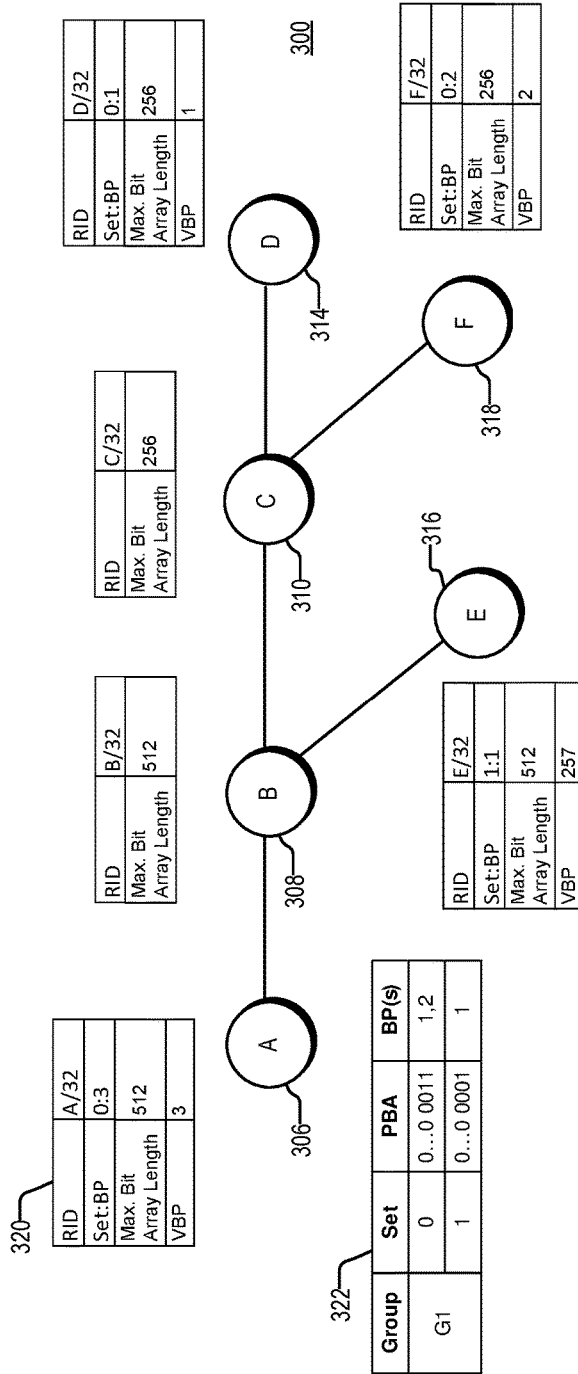 320
RID A/32
Set:BP 0:3
Max. Bit
Array Length 512
VBP 3
RID B/32
Max. Bit
Array Length 512
RID C/32
Max. Bit
Array Length 256
RID D/32
Set:BP 0:1
Max. Bit
Array Length 256
VBP 1
300
A
306
B
308
C
310
D
314
E
316
F
318
322
Group Set PBA BP(s)
G1
0 0...0 0011 1,2
1 0...0 0001 1
RID E/32
Set:BP 1:1
Max. Bit
Array Length 512
VBP 257
RID F/32
Set:BP 0:2
Max. Bit
Array Length 256
VBP 2